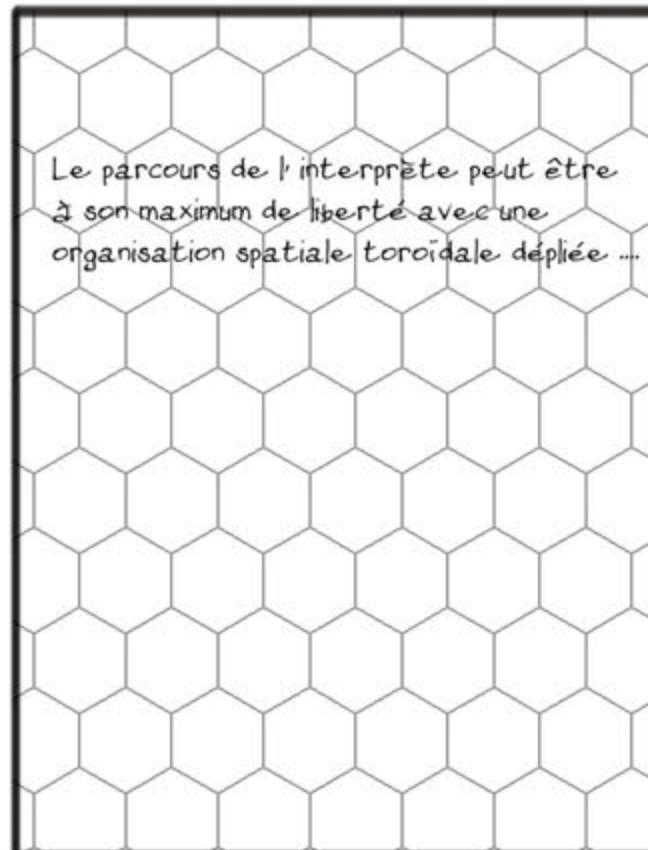 Le parcours de l'interprète peut être
à son maximum de liberté avec une
organisation spatiale toroïdale dépliée ....